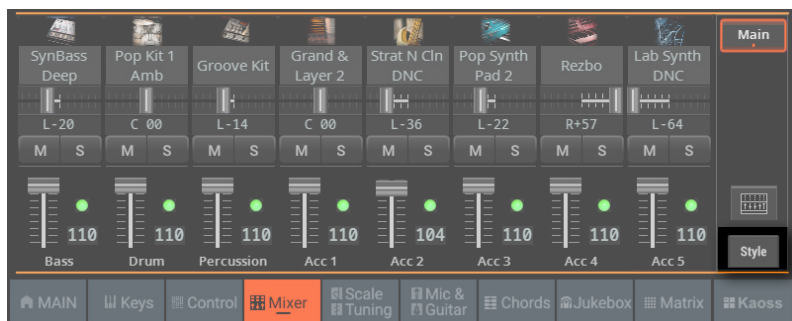 Main
SynBass Deep
Pop Kit 1 Amb
Groove Kit
Grand & Layer 2
Strat N Cln DNC
Pop Synth Pad 2
Rezbo
Lab Synth DNC
L-20 C 00 L-14 C 00 L-36 L-22 R+57 L-64
M S M S M S M S M S M S M S M S
110 110 110 110 104 110 110 110
Bass Drum Percussion Acc 1 Acc 2 Acc 3 Acc 4 Acc 5
Style
MAIN Keys Control Mixer Scale & Tuning Mic & Guitar Chords Jukebox Matrix Kaoss